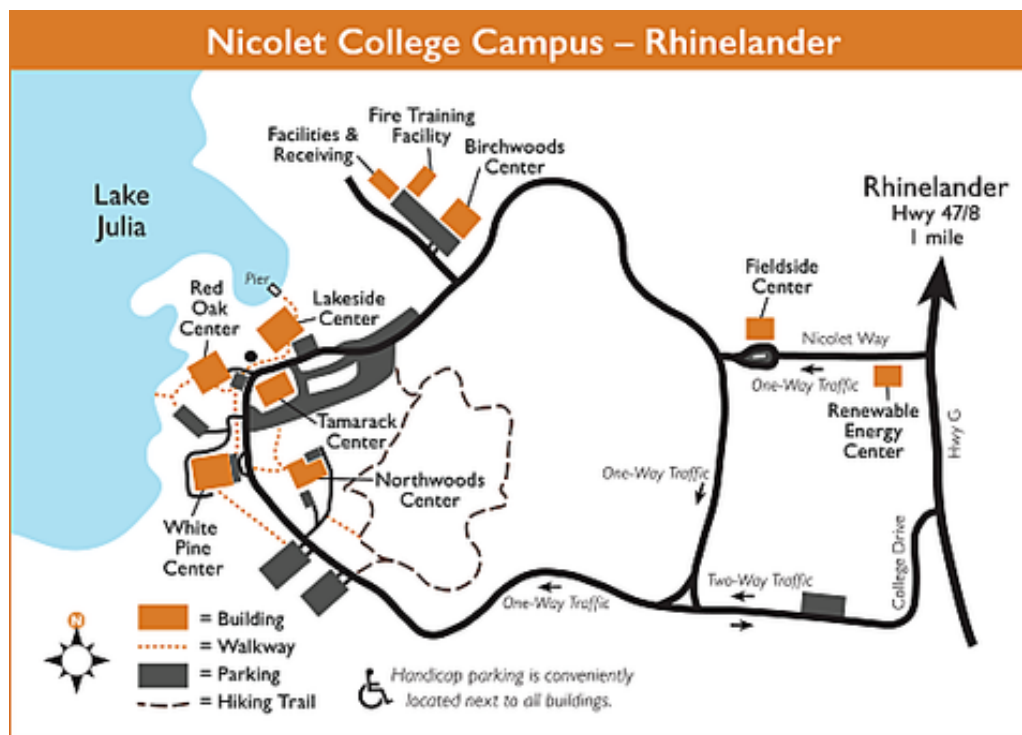 Nicolet College Campus – Rhinelander
Fire Training
Facility
Facilities &
Receiving
Birchwoods
Center
Lake
Julia
Rhinelander
Hwy 47/8
1 mile
Pier
Red
Oak
Center
Lakeside
Center
Fieldside
Center
Nicolet Way
One-Way Traffic
Renewable
Energy
Center
Hwy G
Tamarack
Center
Northwoods
Center
One-Way Traffic
White
Pine
Center
College Drive
Two-Way Traffic
One-Way Traffic
N
= Building
= Walkway
= Parking
= Hiking Trail
Handicap parking is conveniently
located next to all buildings.